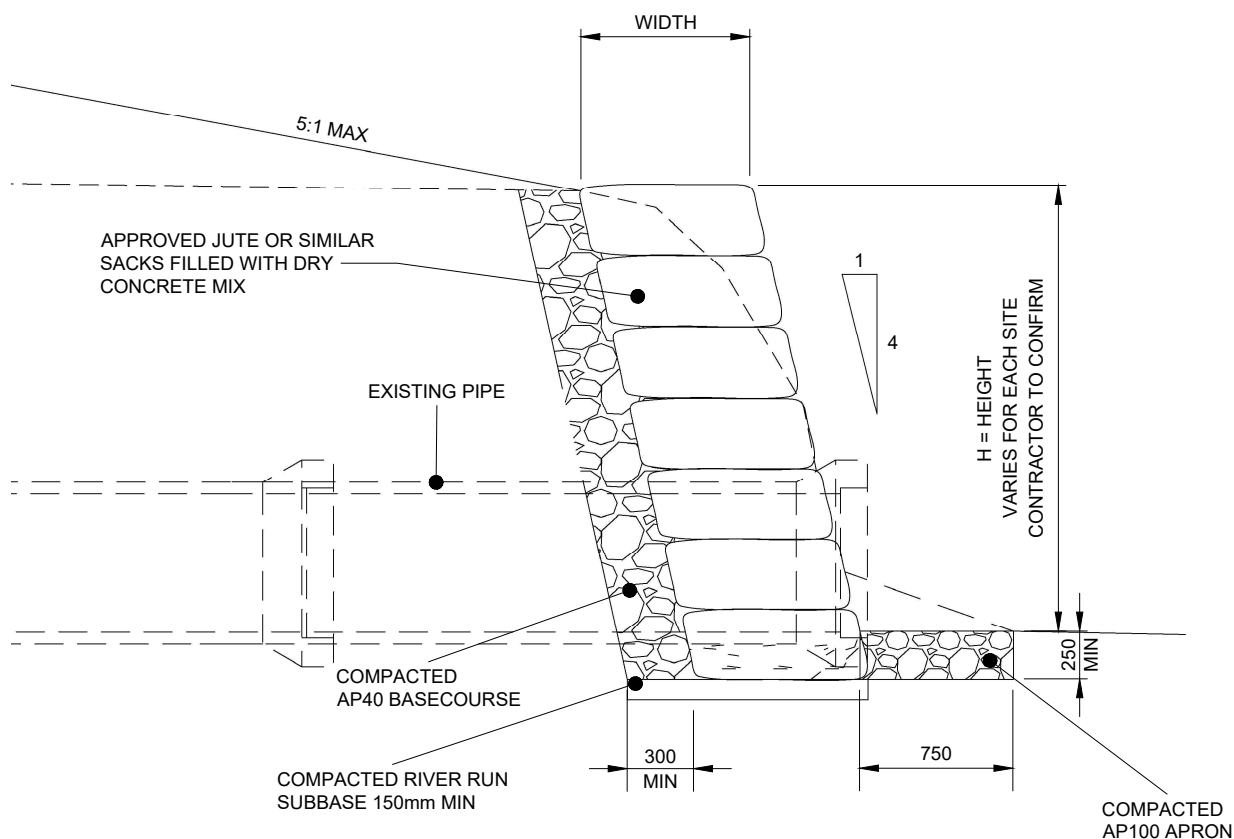 WIDTH
5:1 MAX
APPROVED JUTE OR SIMILAR
SACKS FILLED WITH DRY
CONCRETE MIX
1
4
H = HEIGHT
VARIES FOR EACH SITE
CONTRACTOR TO CONFIRM
EXISTING PIPE
250
MIN
COMPACTED
AP40 BASECOURSE
300
MIN
750
COMPACTED RIVER RUN
SUBBASE 150mm MIN
COMPACTED
AP100 APRON